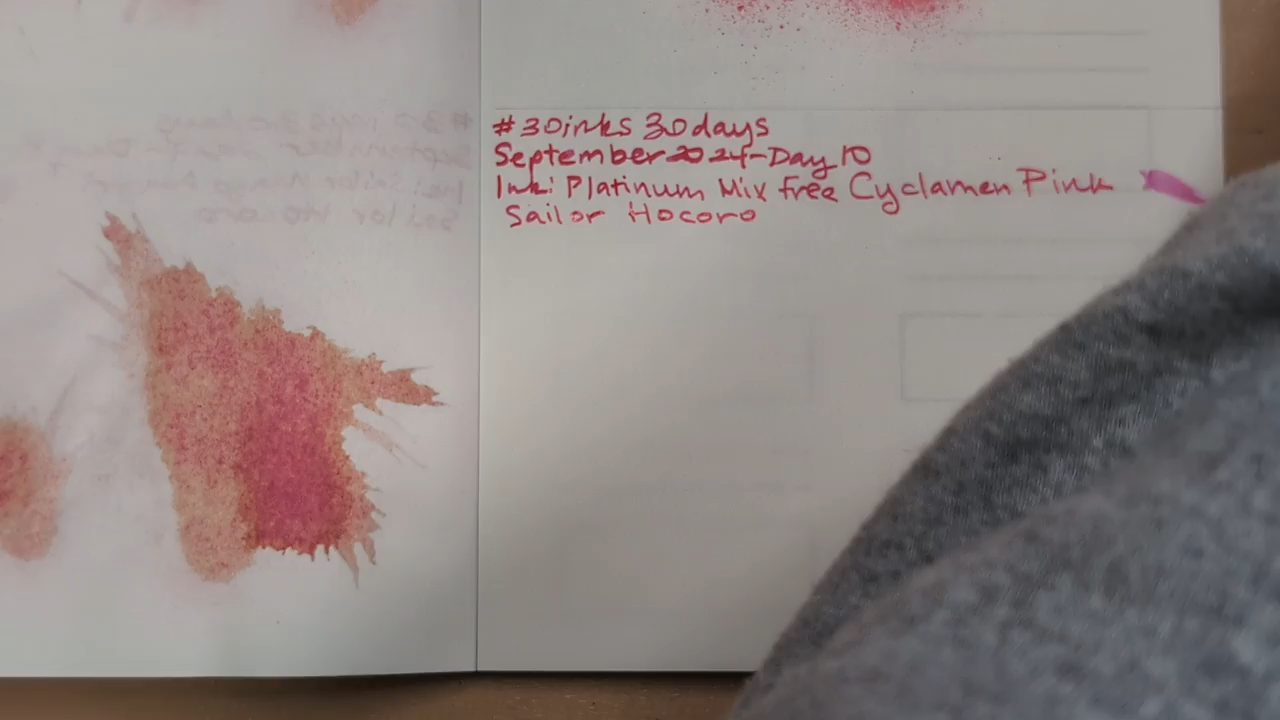 #30inks 30days
September 2024-Day 10
Ink: Platinum Mix free Cyclamen Pink
Sailor Hocoro